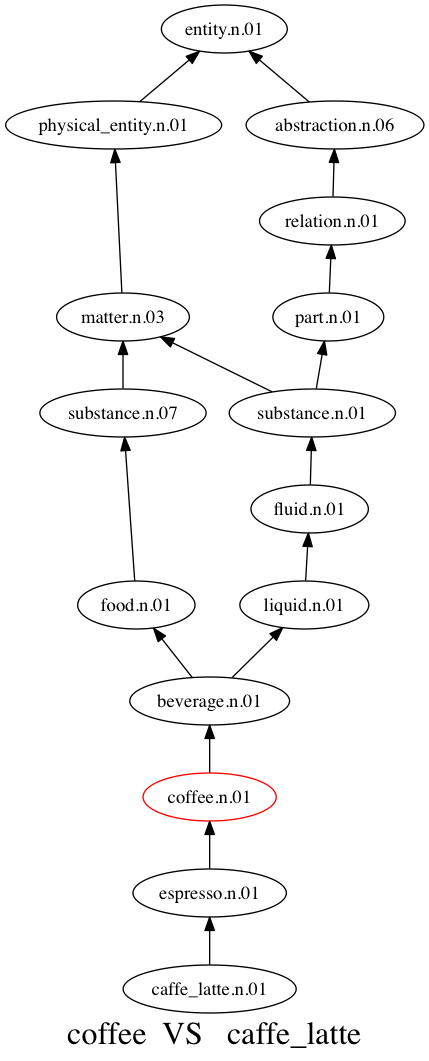 entity.n.01
physical_entity.n.01
abstraction.n.06
relation.n.01
matter.n.03
part.n.01
substance.n.07
substance.n.01
fluid.n.01
food.n.01
liquid.n.01
beverage.n.01
coffee.n.01
espresso.n.01
caffe_latte.n.01
coffee VS caffe_latte